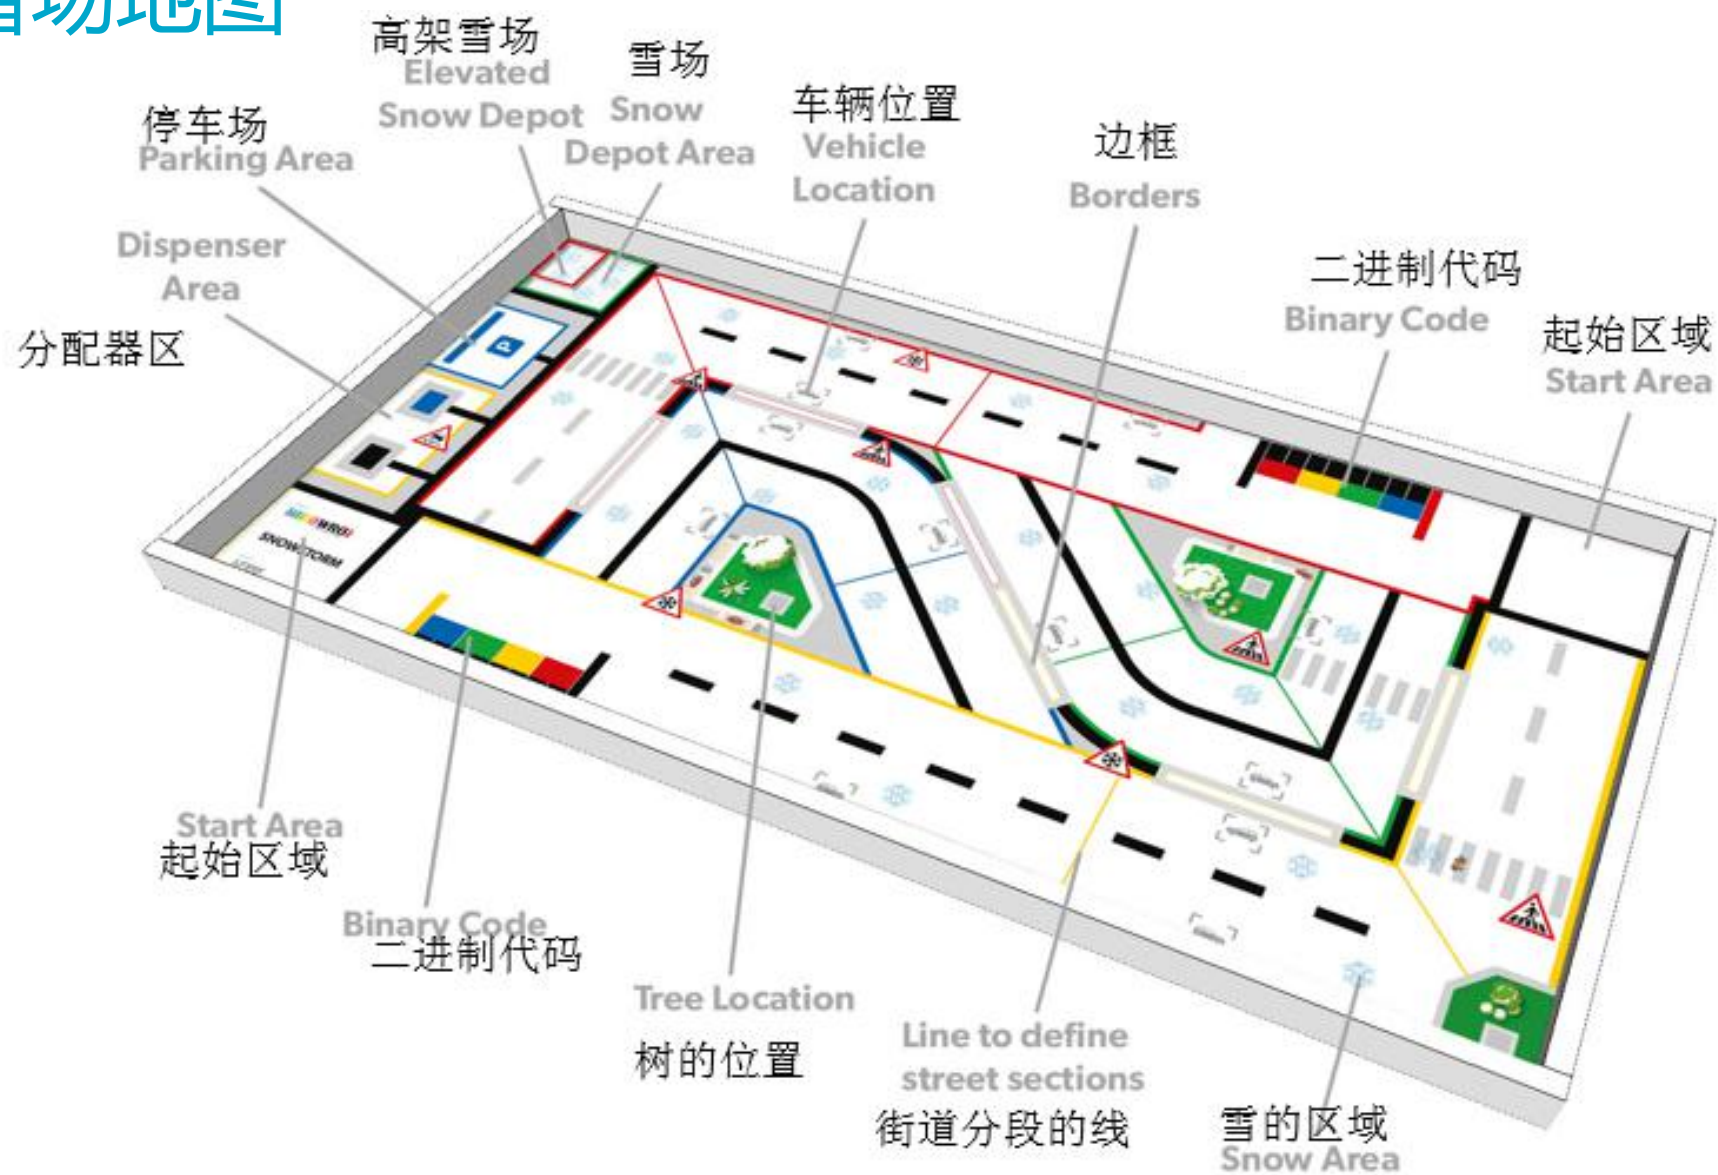 场地图
高架雪场
Elevated
Snow Depot
雪场
Snow
Depot Area
停车场
Parking Area
车辆位置
Vehicle
Location
边框
Borders
Dispenser
Area
分配器区
二进制代码
Binary Code
起始区域
Start Area
P
SNOW STORM
Start Area
起始区域
Binary Code
二进制代码
Tree Location
树的位置
Line to define
street sections
街道分段的线
雪的区域
Snow Area